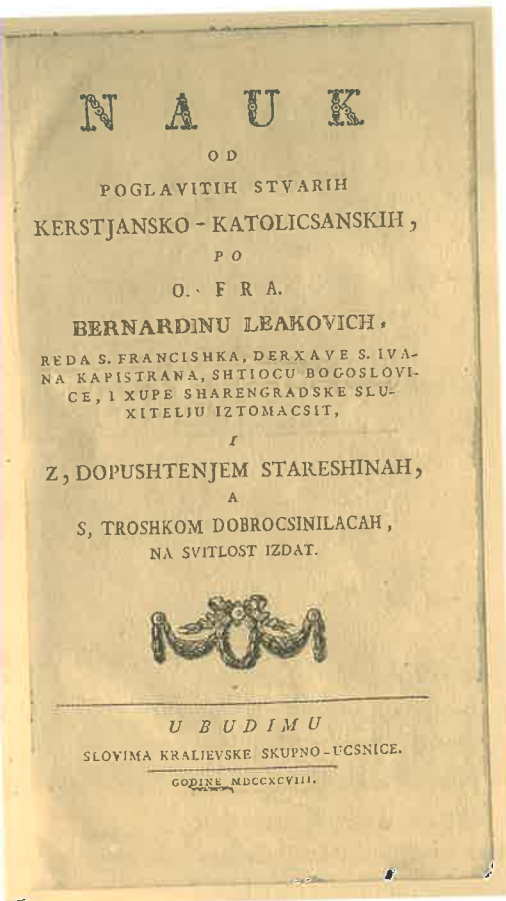 NAUK
OD
POGLAVITIH STVARIH
KERSTJANSKO - KATOLICSANSKIH,
PO
O. FRA.
BERNARDINU LEAKOVICH,
REDA S. FRANCISHKA, DERXAVE S. IVA-
NA KAPISTRANA, SHTIOCU BOGOSLOVI-
CE, I XUPE SHARENGRADSKE SLU-
XITELJU IZTOMACSIT,
I
Z, DOPUSHTENJEM STARESHINAH,
A
S, TROSHKOM DOBROCSINILACAH,
NA SVITLOST IZDAT.
U BUDIMU
SLOVIMA KRALJEVSKE SKUPNO-UCSNICE.
GODINE MDCCXCVIII.